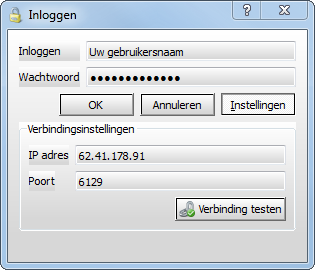 Inloggen
Inloggen Uw gebruikersnaam
Wachtwoord ●●●●●●●●●●●●●
OK Annuleren Instellingen
Verbindingsinstellingen
IP adres 62.41.178.91
Poort 6129
Verbinding testen